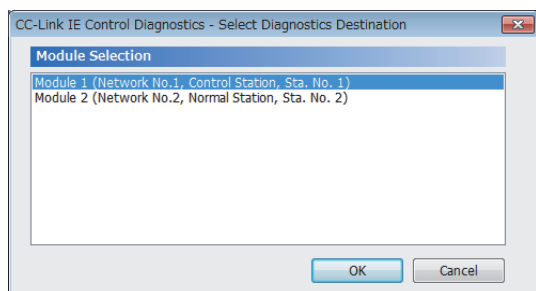 CC-Link IE Control Diagnostics - Select Diagnostics Destination
Module Selection
Module 1 (Network No.1, Control Station, Sta. No. 1)
Module 2 (Network No.2, Normal Station, Sta. No. 2)
OK Cancel